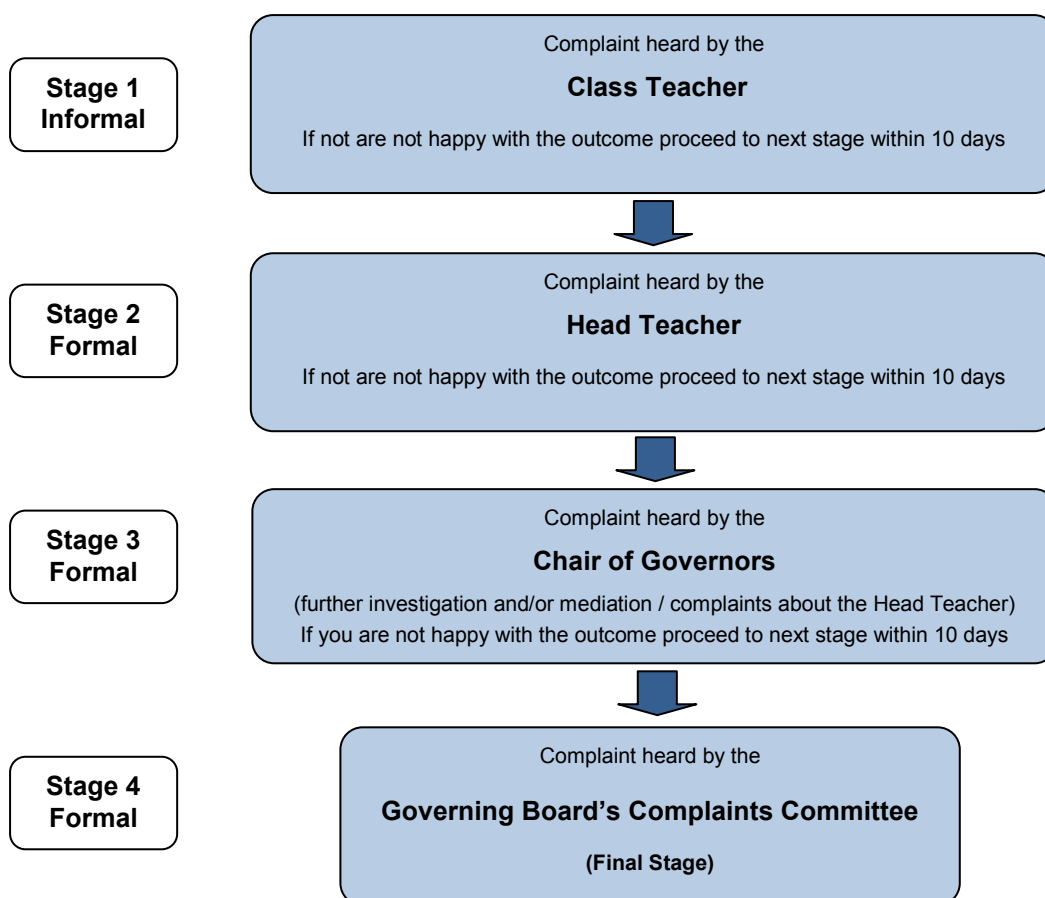 Stage 1
Informal
Complaint heard by the
Class Teacher
If not are not happy with the outcome proceed to next stage within 10 days
Stage 2
Formal
Complaint heard by the
Head Teacher
If not are not happy with the outcome proceed to next stage within 10 days
Stage 3
Formal
Complaint heard by the
Chair of Governors
(further investigation and/or mediation / complaints about the Head Teacher)
If you are not happy with the outcome proceed to next stage within 10 days
Stage 4
Formal
Complaint heard by the
Governing Board’s Complaints Committee
(Final Stage)